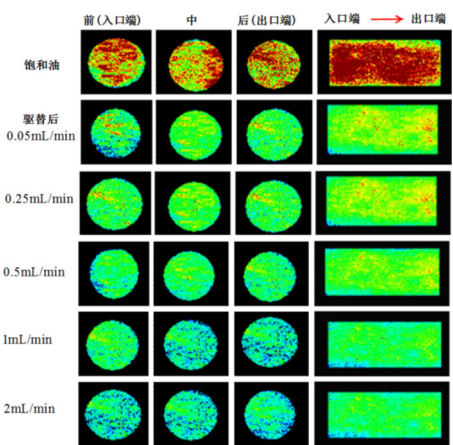 前(入口端) 中 后(出口端) 入口端 → 出口端
饱和油
驱替后
0.05mL/min
0.25mL/min
0.5mL/min
1mL/min
2mL/min